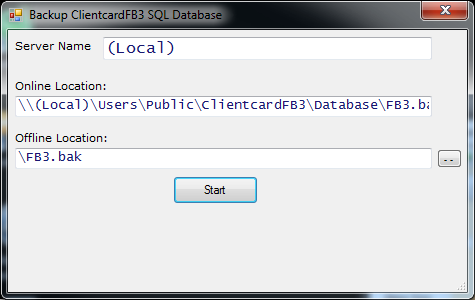 Backup ClientcardFB3 SQL Database
Server Name (Local)
Online Location:
\\(Local)\Users\Public\ClientcardFB3\Database\FB3.ba
Offline Location:
\FB3.bak
..
Start